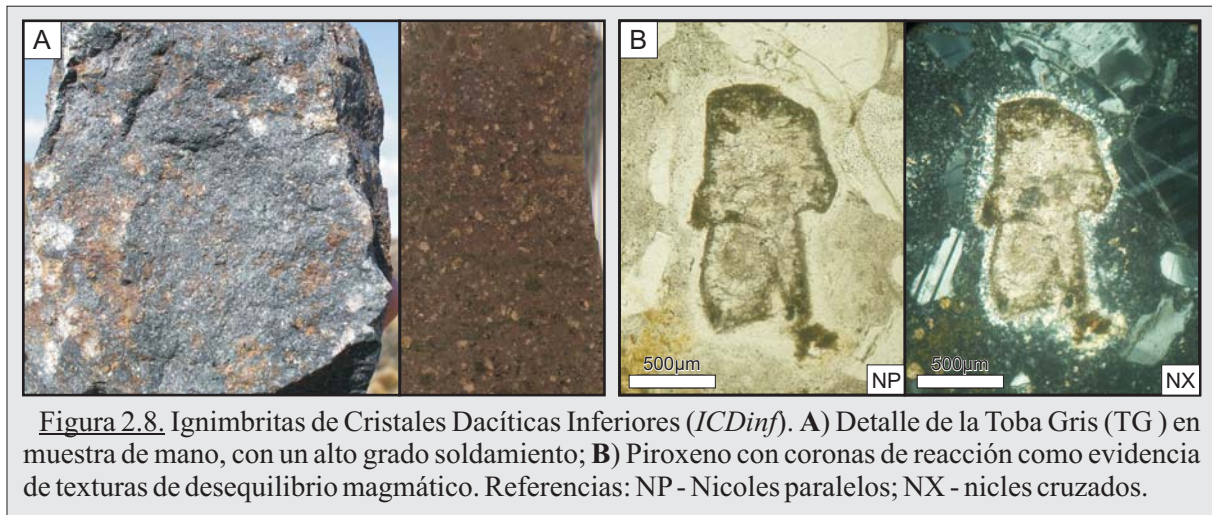 A
B
500µm
NP
500µm
NX
Figura 2.8. Ignimbritas de Cristales Dacíticas Inferiores (ICDinf). A) Detalle de la Toba Gris (TG ) en
muestra de mano, con un alto grado soldamiento; B) Piroxeno con coronas de reacción como evidencia
de texturas de desequilibrio magmático. Referencias: NP - Nicoles paralelos; NX - nicles cruzados.